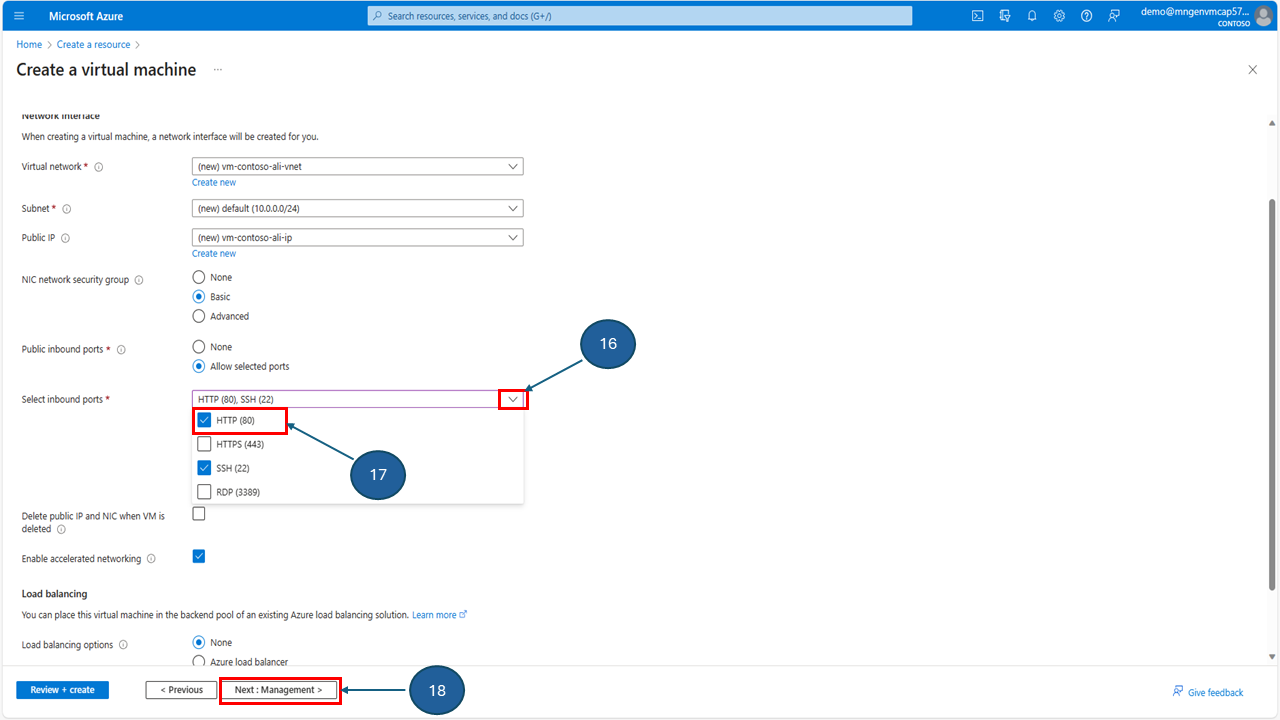 Microsoft Azure
Search resources, services, and docs (G+/)
demo@mngenvmcap57...
CONTOSO
Home > Create a resource >
Create a virtual machine ...
Network interface
When creating a virtual machine, a network interface will be created for you.
Virtual network *
(new) vm-contoso-ali-vnet
Create new
Subnet *
(new) default (10.0.0.0/24)
Public IP
(new) vm-contoso-ali-ip
Create new
NIC network security group
None
Basic
Advanced
Public inbound ports *
None
Allow selected ports
16
Select inbound ports *
HTTP (80), SSH (22)
HTTP (80)
HTTPS (443)
SSH (22)
RDP (3389)
17
Delete public IP and NIC when VM is
deleted
Enable accelerated networking
Load balancing
You can place this virtual machine in the backend pool of an existing Azure load balancing solution. Learn more
Load balancing options
None
Azure load balancer
Review + create
< Previous
Next : Management >
18
Give feedback